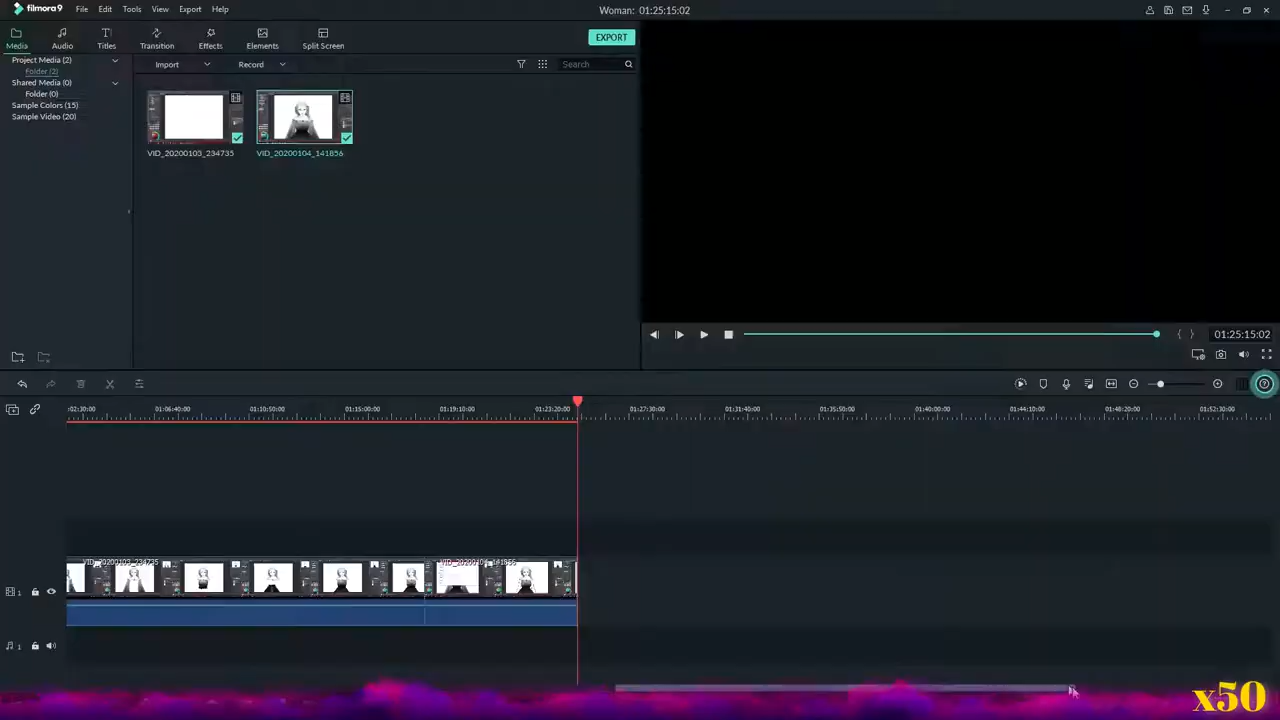 filmora9 File Edit Tools View Export Help
Woman: 01:25:15:02
Media Audio Titles Transition Effects Elements Split Screen
EXPORT
Project Media (2)
Folder (2)
Shared Media (0)
Folder (0)
Sample Colors (15)
Sample Video (20)
Import Record Search
VID_20200103_234735 VID_20200104_141856
01:25:15:02
:02:30:00 01:06:40:00 01:10:50:00 01:15:00:00 01:19:10:00 01:23:20:00 01:27:30:00 01:31:40:00 01:35:50:00 01:40:00:00 01:44:10:00 01:48:20:00 01:52:30:00
VID_20200103_234735 VID_20200104_141856
1
1
x50